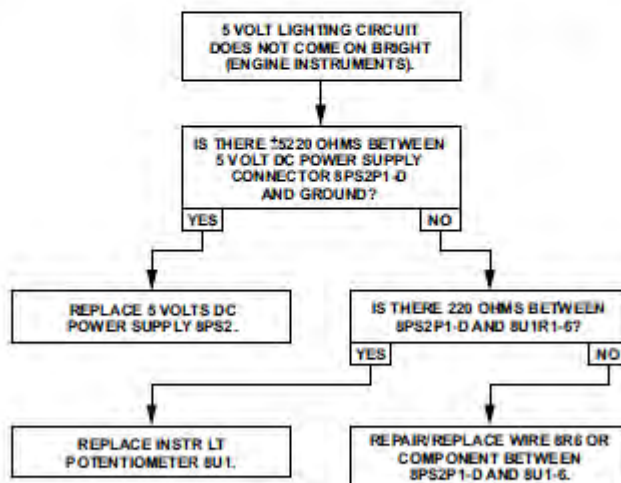 5 VOLT LIGHTING CIRCUIT
DOES NOT COME ON BRIGHT
(ENGINE INSTRUMENTS).
IS THERE ±5220 OHMS BETWEEN
5 VOLT DC POWER SUPPLY
CONNECTOR 8PS2P1-D
AND GROUND?
YES
NO
REPLACE 5 VOLTS DC
POWER SUPPLY 8PS2.
IS THERE 220 OHMS BETWEEN
8PS2P1-D AND 8U1R1-6?
YES
NO
REPLACE INSTR LT
POTENTIOMETER 8U1.
REPAIR/REPLACE WIRE 8R6 OR
COMPONENT BETWEEN
8PS2P1-D AND 8U1-6.